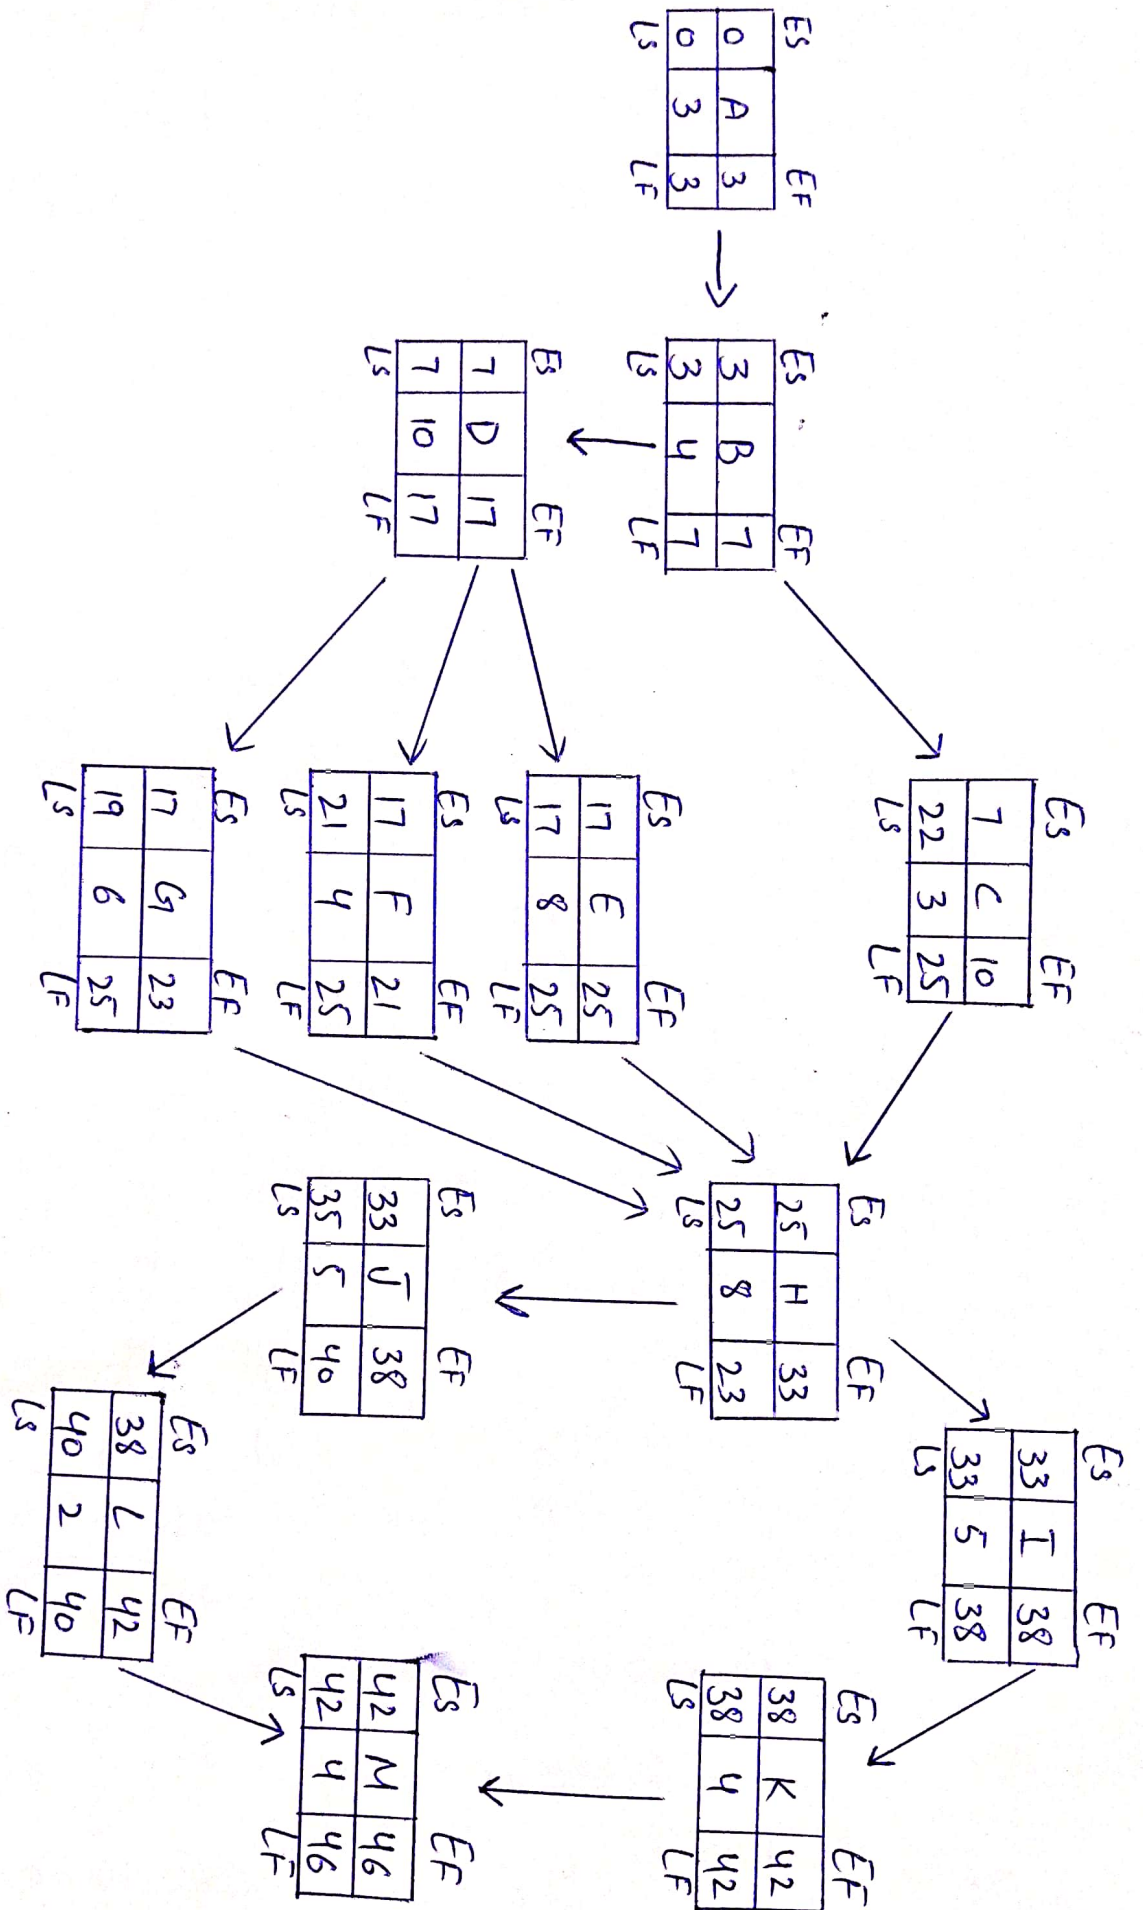 ES EF
0 A 3
0 3 3
LS LF
ES EF
3 B 7
3 4 7
LS LF
ES EF
7 C 10
22 3 25
LS LF
ES EF
7 D 17
7 10 17
LS LF
ES EF
17 E 25
17 8 25
LS LF
ES EF
17 F 21
21 4 25
LS LF
ES EF
17 G 23
19 6 25
LS LF
ES EF
25 H 33
25 8 23
LS LF
ES EF
33 I 38
33 5 38
LS LF
ES EF
33 J 38
35 5 40
LS LF
ES EF
38 K 42
38 4 42
LS LF
ES EF
38 L 42
40 2 40
LS LF
ES EF
42 M 46
42 4 46
LS LF